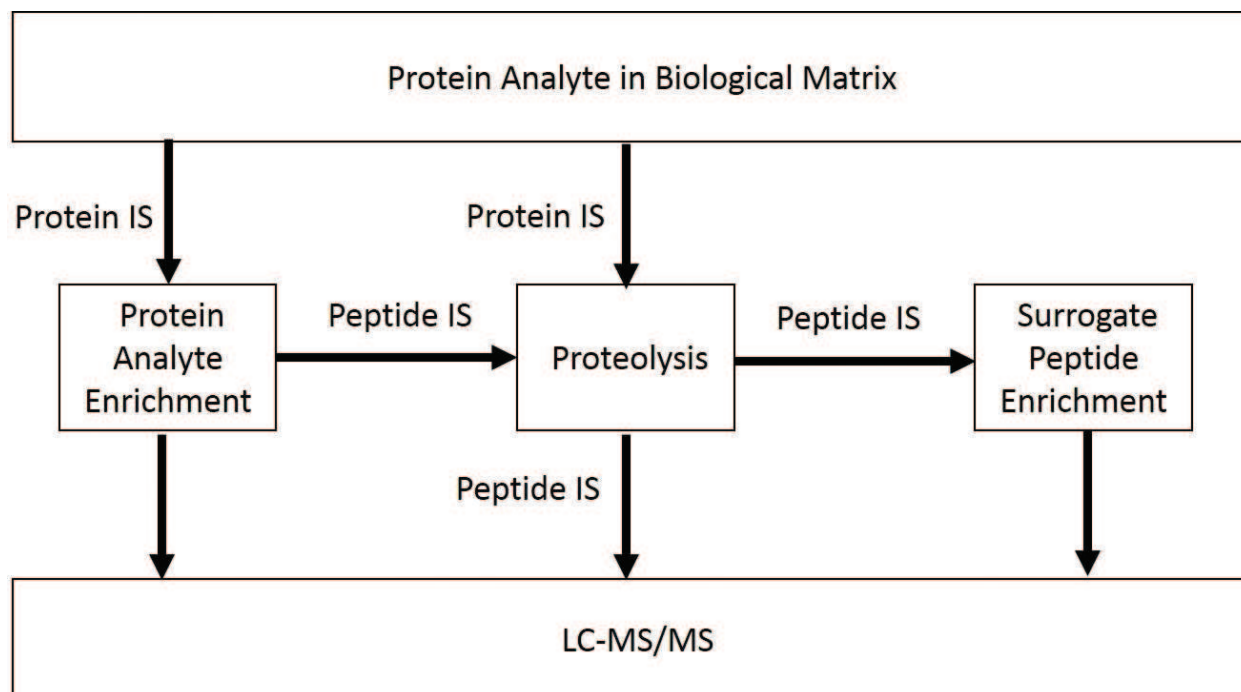 Protein Analyte in Biological Matrix
Protein IS
Protein IS
Protein
Analyte
Enrichment
Peptide IS
Proteolysis
Peptide IS
Surrogate
Peptide
Enrichment
Peptide IS
LC-MS/MS